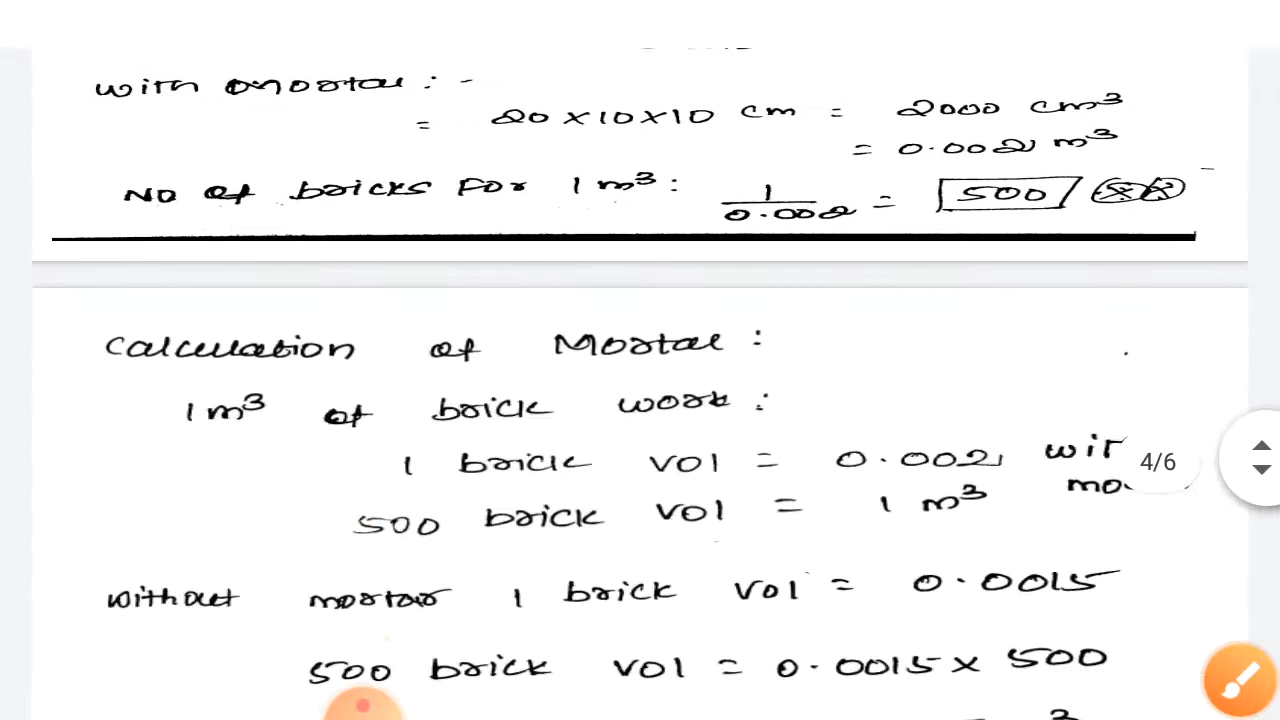 with mortar : -
= 20 x 10 x 10 cm = 2000 cm³
= 0.002 m³
No of bricks For 1 m³ : 1/0.002 = 500
Calculation of Mortar :
1 m³ of brick work :
1 brick vol = 0.002 wit
500 brick vol = 1 m³ mo
4/6
without mortar 1 brick vol = 0.0015
500 brick vol = 0.0015 x 500